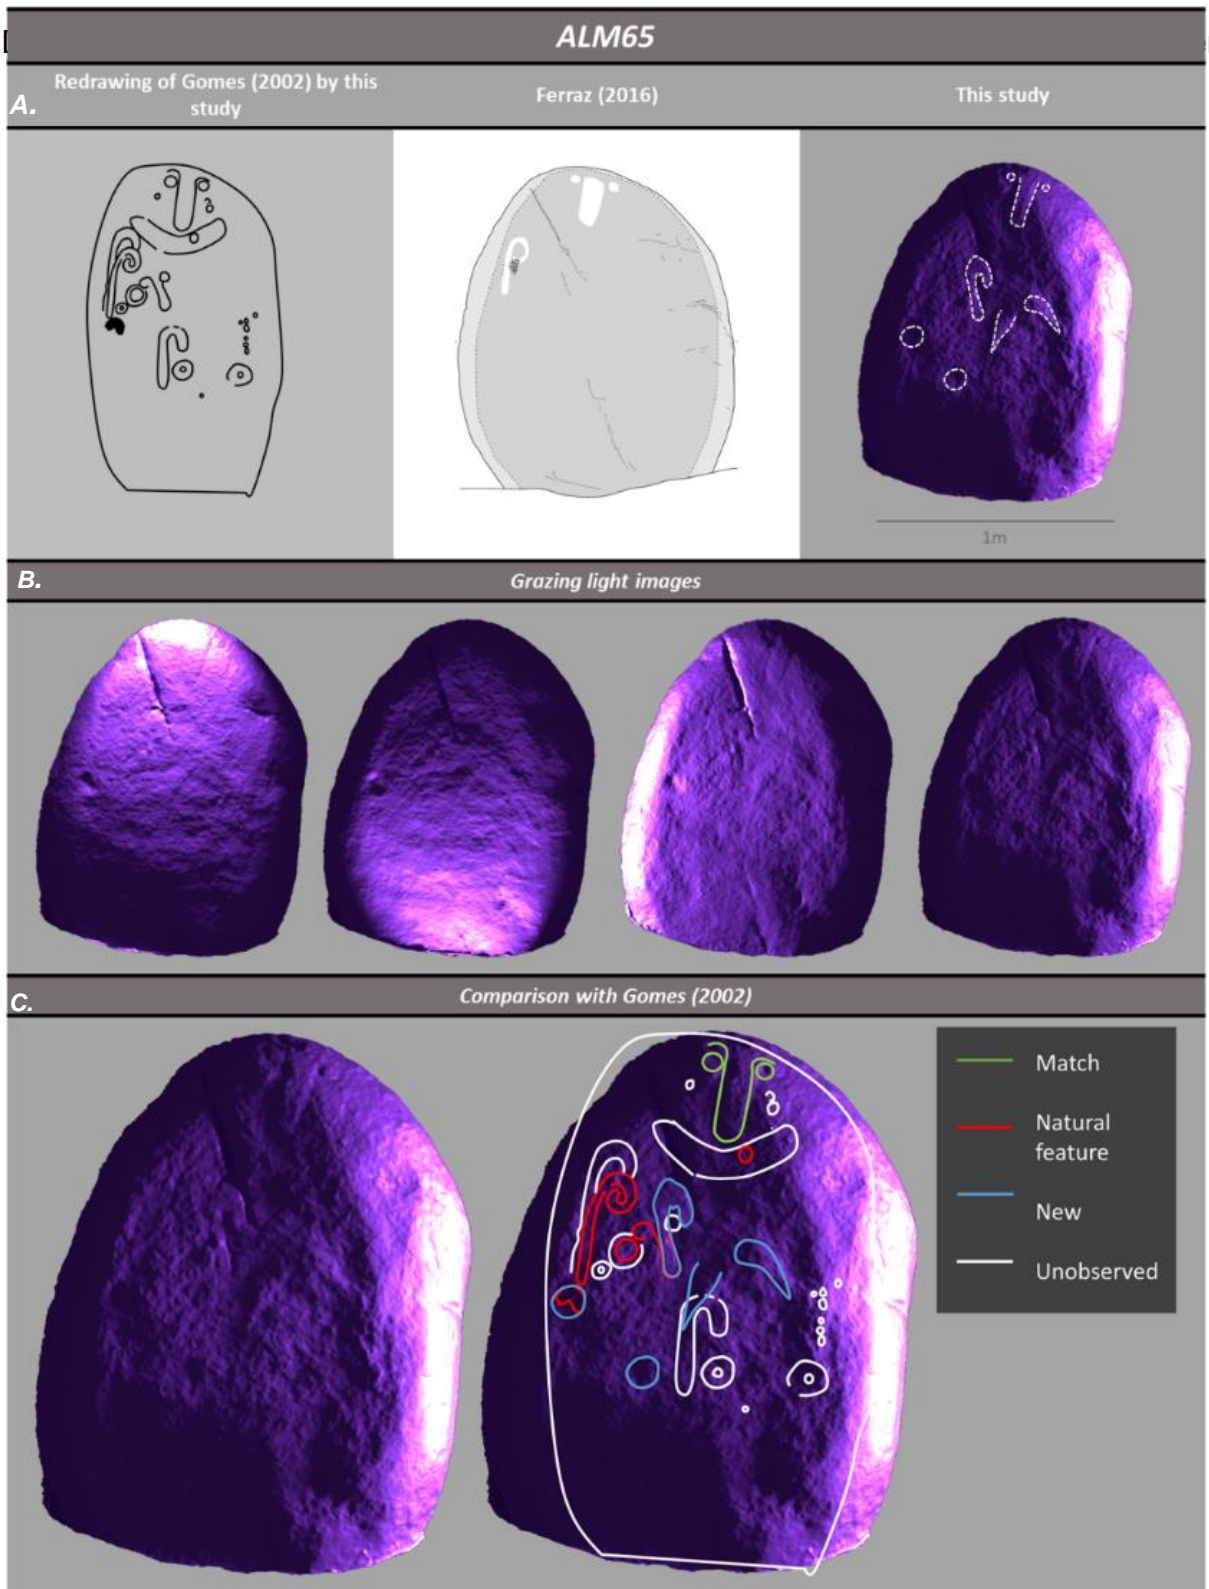 ALM65
Redrawing of Gomes (2002) by this
study
Ferraz (2016)
This study
A.
1m
B.
Grazing light images
C.
Comparison with Gomes (2002)
Match
Natural
feature
New
Unobserved